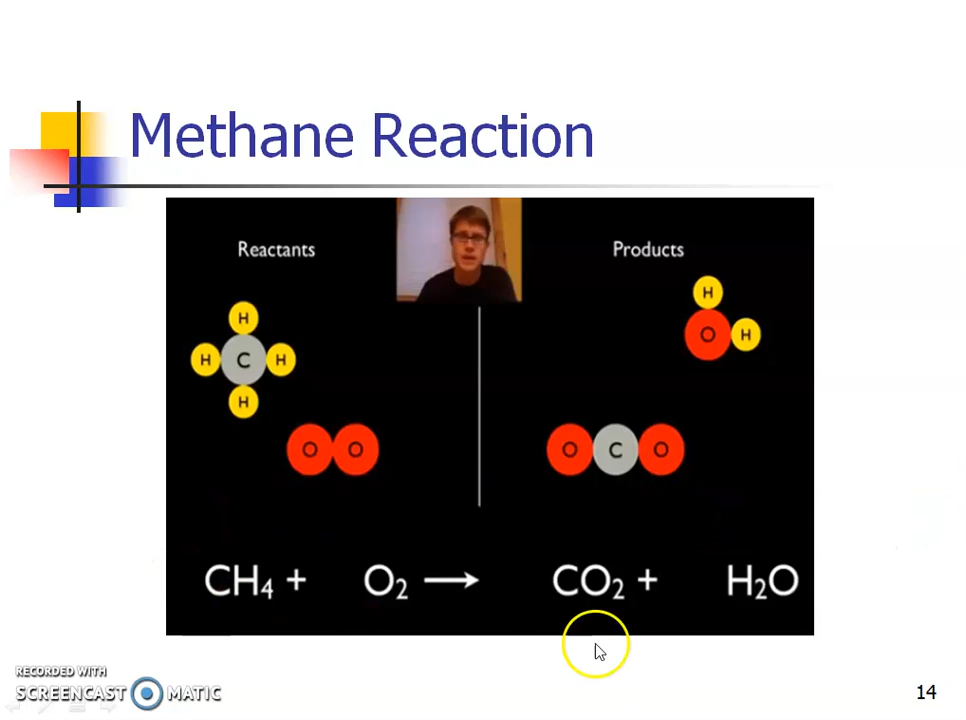 Methane Reaction
Reactants
Products
H
H C H
H
O O
H
O H
O C O
CH₄ + O₂ ⟶ CO₂ + H₂O
RECORDED WITH
SCREENCAST MATIC
14